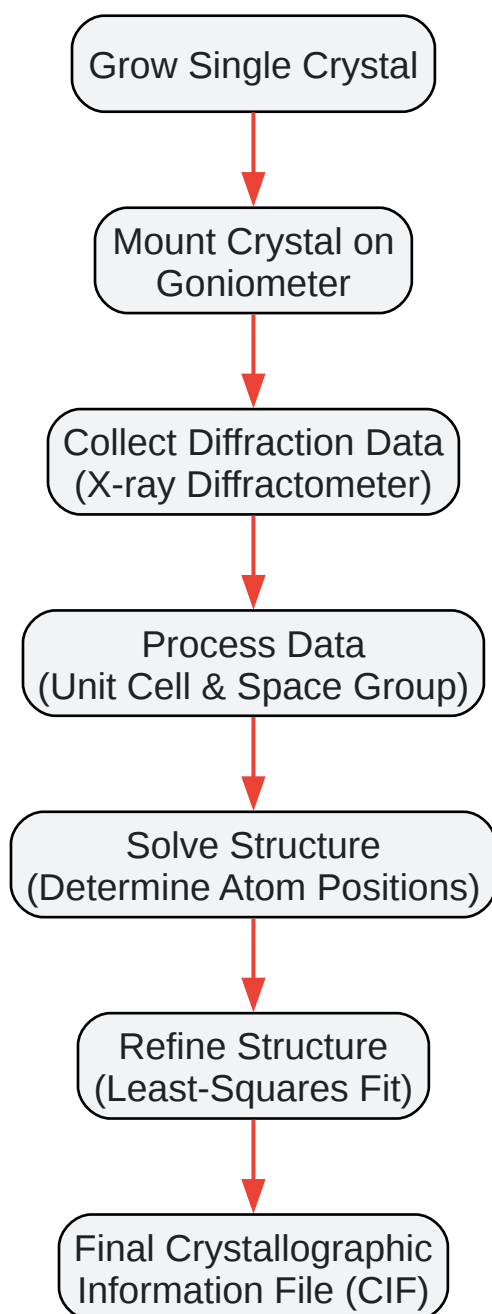 Grow Single Crystal
Mount Crystal on
Goniometer
Collect Diffraction Data
(X-ray Diffractometer)
Process Data
(Unit Cell & Space Group)
Solve Structure
(Determine Atom Positions)
Refine Structure
(Least-Squares Fit)
Final Crystallographic
Information File (CIF)